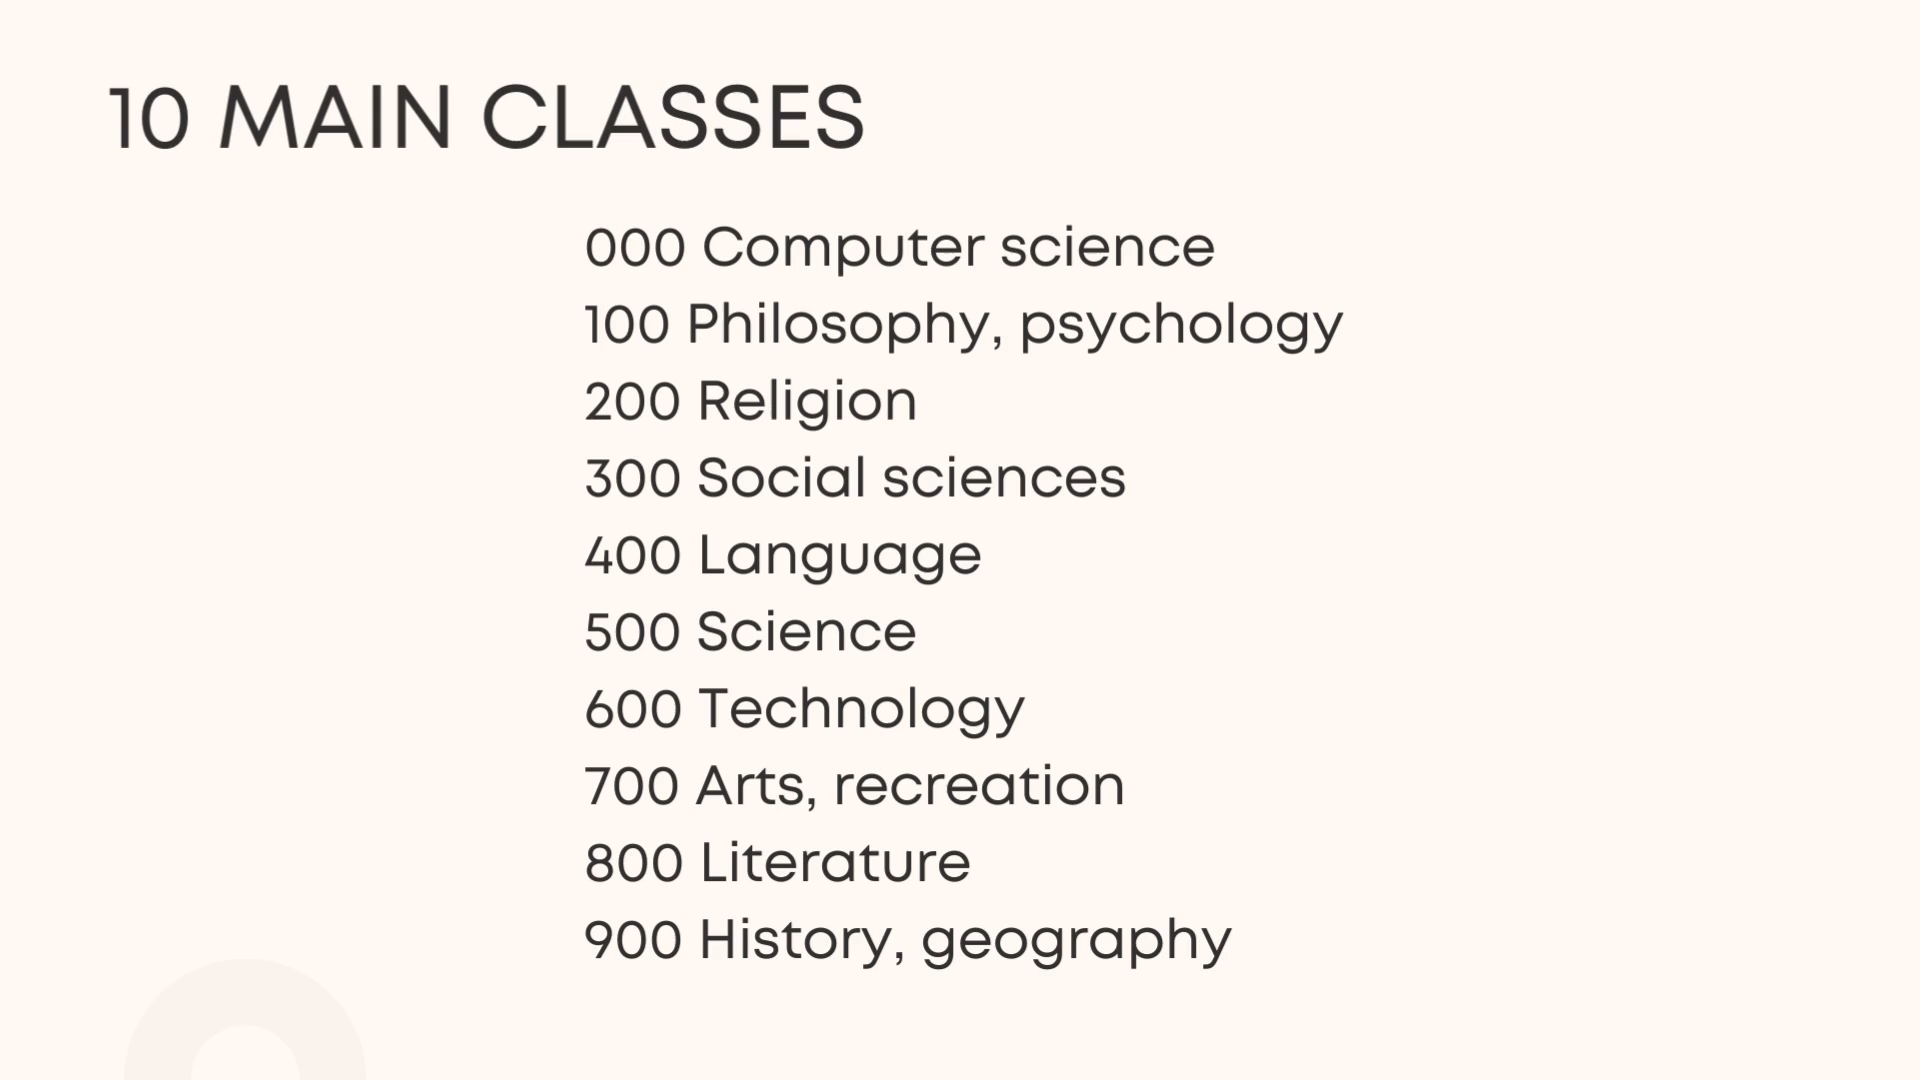 10 MAIN CLASSES
000 Computer science
100 Philosophy, psychology
200 Religion
300 Social sciences
400 Language
500 Science
600 Technology
700 Arts, recreation
800 Literature
900 History, geography